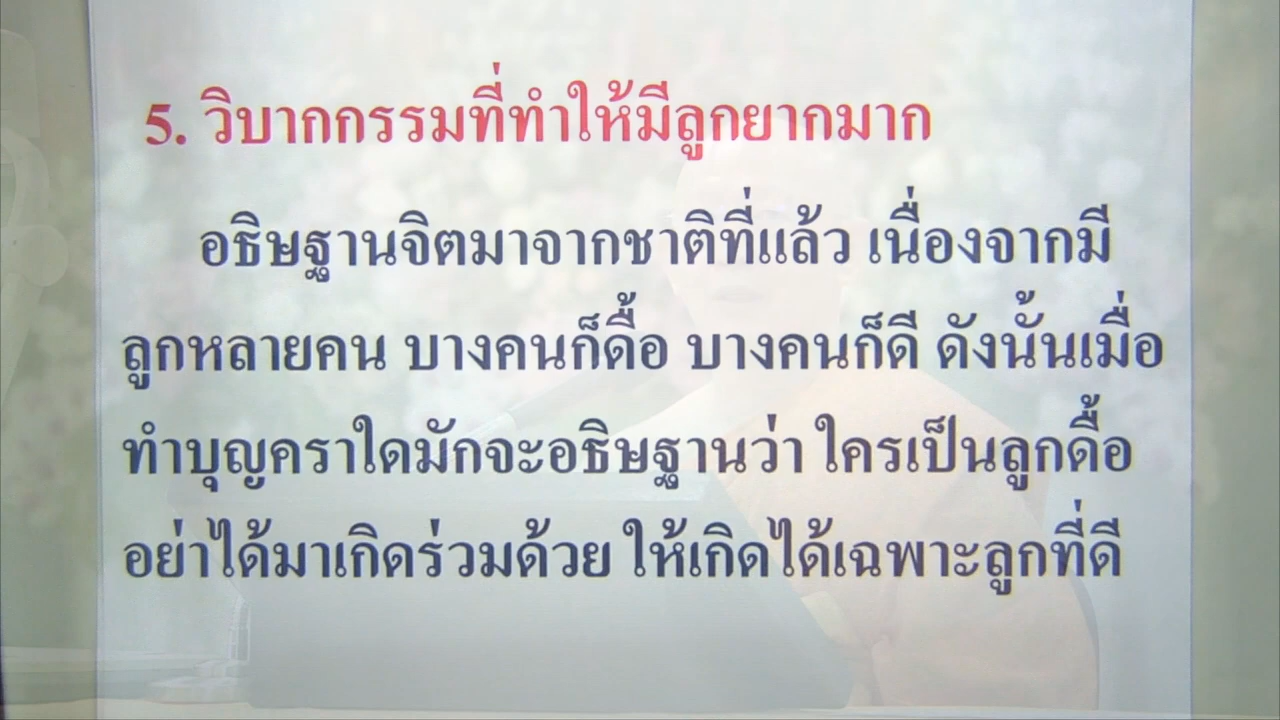 5. วิบากกรรมที่ทำให้มีลูกยากมาก
อธิษฐานจิตมาจากชาติที่แล้ว เนื่องจากมี
ลูกหลายคน บางคนก็ดื้อ บางคนก็ดี ดังนั้นเมื่อ
ทำบุญคราใดมักจะอธิษฐานว่า ใครเป็นลูกดื้อ
อย่าได้มาเกิดร่วมด้วย ให้เกิดได้เฉพาะลูกที่ดี